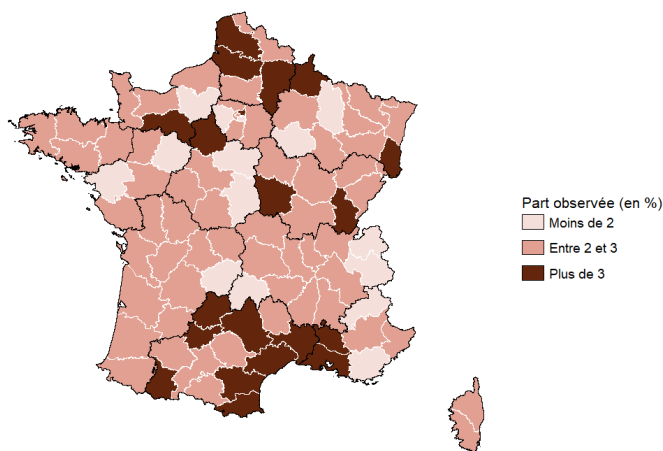 Part observée (en %)
Moins de 2
Entre 2 et 3
Plus de 3